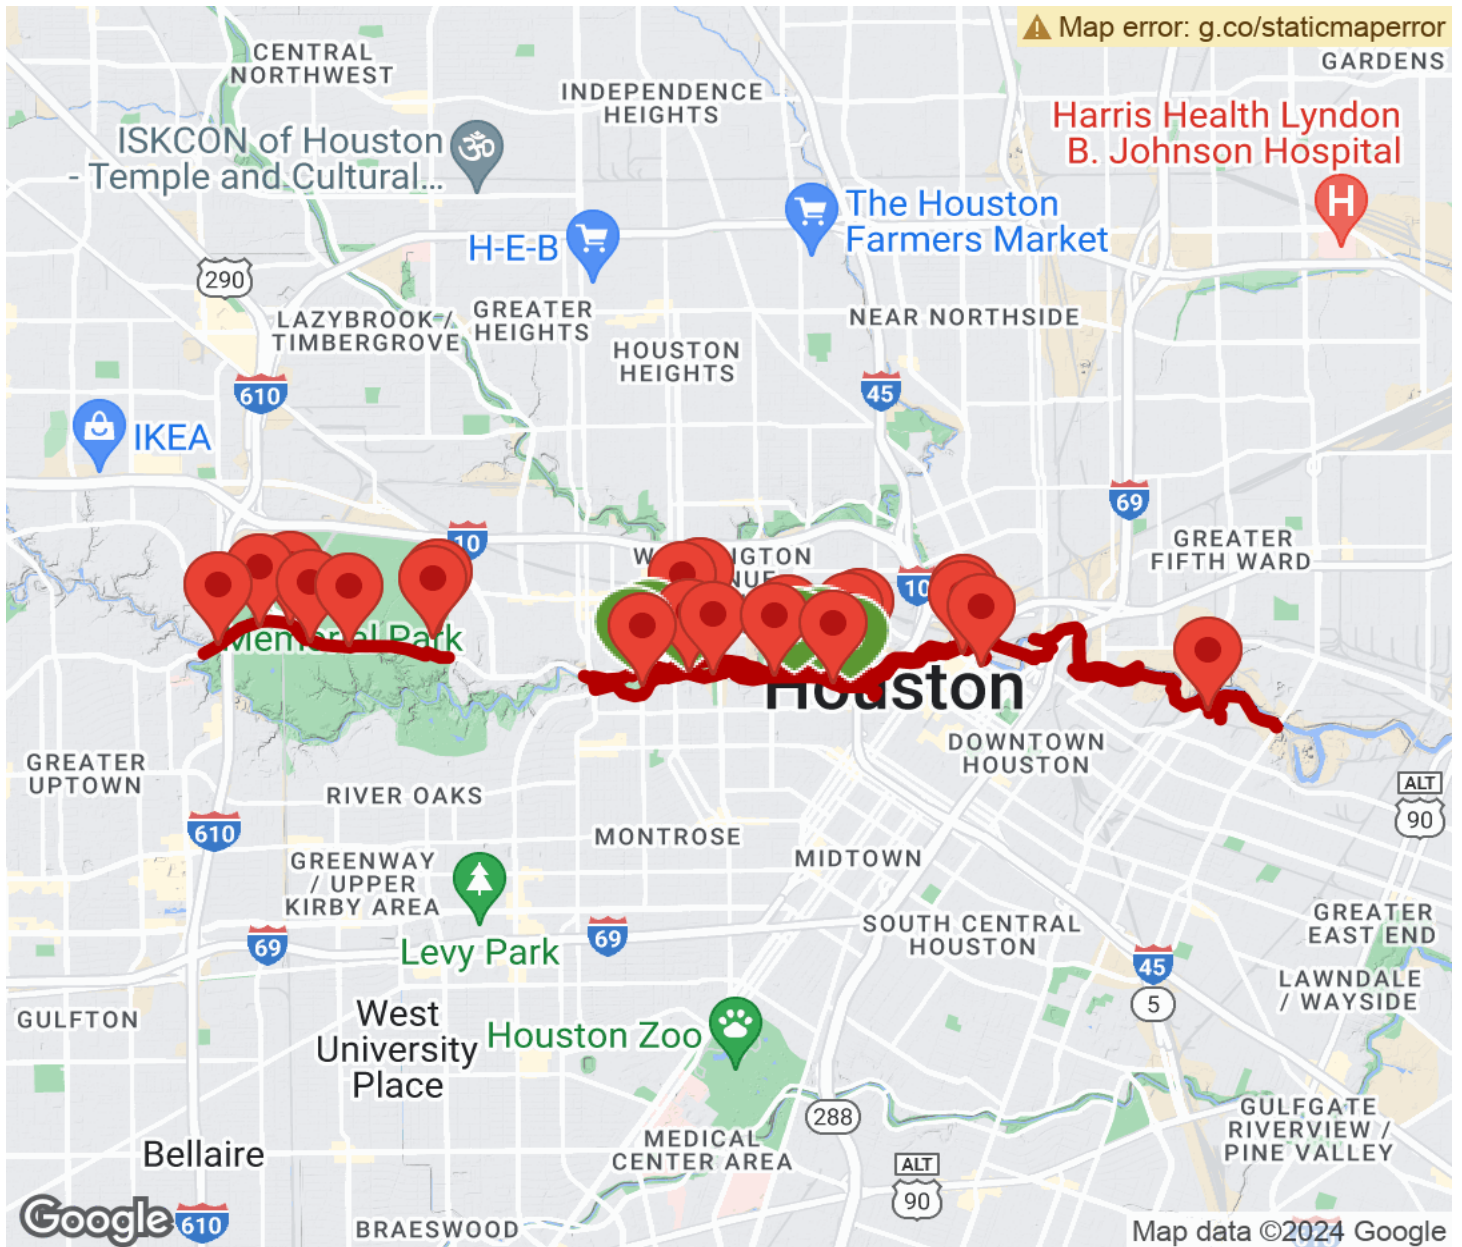 Map error: g.co/staticmaperror
GARDENS
CENTRAL
NORTHWEST
INDEPENDENCE
HEIGHTS
Harris Health Lyndon
B. Johnson Hospital
H
ISKCON of Houston
- Temple and Cultural...
The Houston
Farmers Market
H-E-B
290
GREATER
HEIGHTS
LAZYBROOK /
TIMBERGROVE
NEAR NORTHSIDE
HOUSTON
HEIGHTS
610
45
IKEA
69
10
GREATER
FIFTH WARD
10
Memorial Park
Houston
DOWNTOWN
HOUSTON
GREATER
UPTOWN
RIVER OAKS
ALT
90
610
MONTROSE
MIDTOWN
GREENWAY
/ UPPER
KIRBY AREA
SOUTH CENTRAL
HOUSTON
GREATER
EAST END
69
69
Levy Park
45
LAWNDALE
/ WAYSIDE
5
GULFTON
West
University
Place
Houston Zoo
288
GULFGATE
RIVERVIEW /
PINE VALLEY
MEDICAL
CENTER AREA
Bellaire
ALT
90
Google
610
BRAESWOOD
Map data ©2024 Google